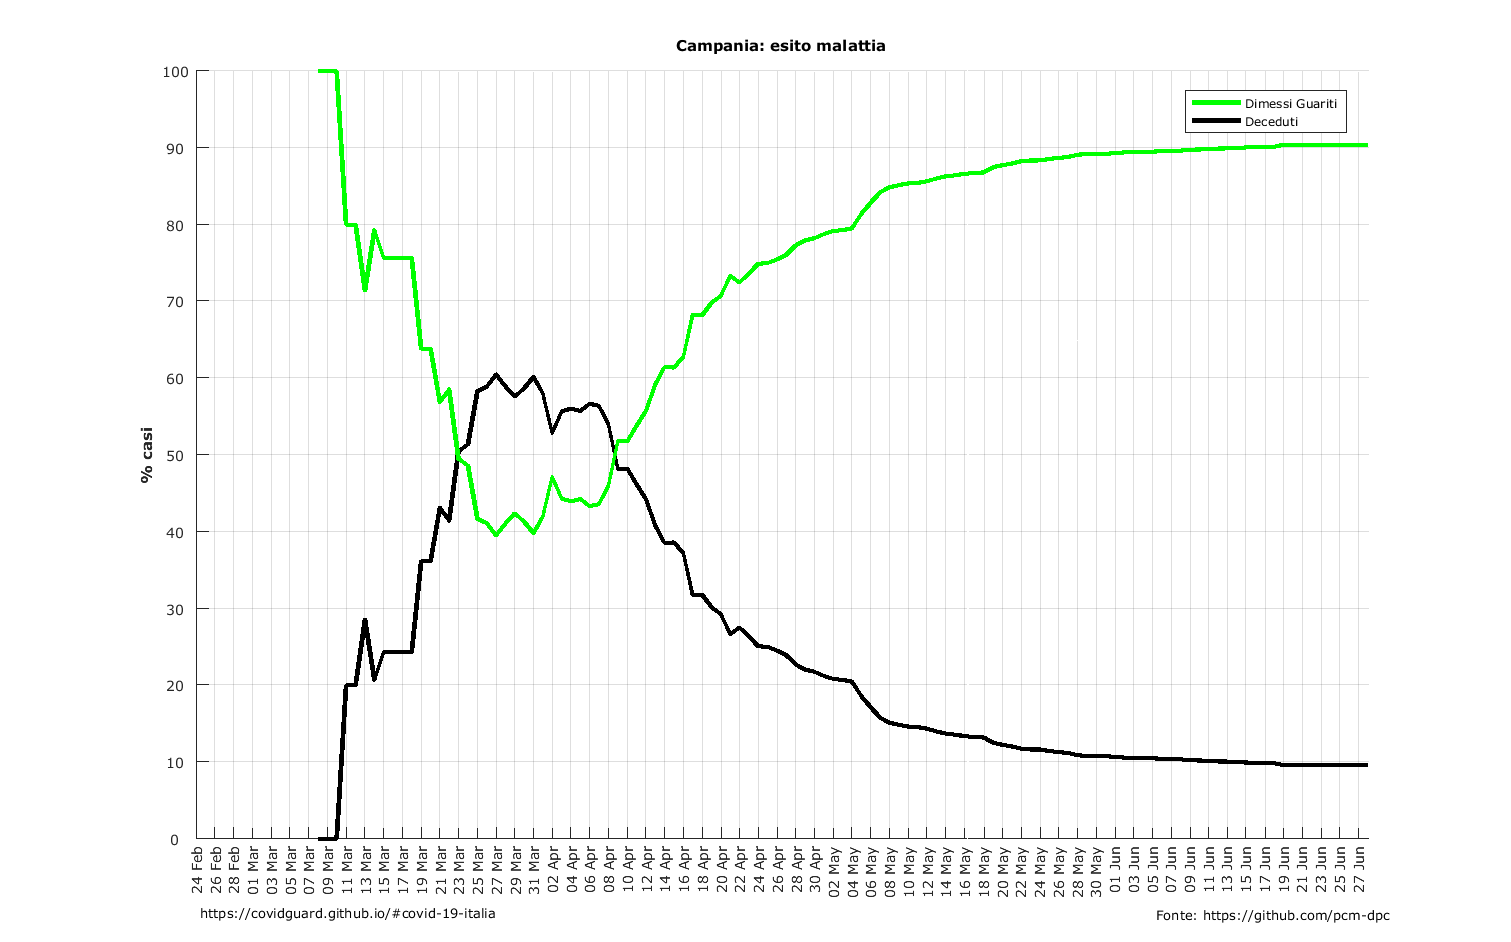 Campania: esito malattia
Dimessi Guariti
Deceduti
% casi
100
90
80
70
60
50
40
30
20
10
0
24 Feb
26 Feb
28 Feb
01 Mar
03 Mar
05 Mar
07 Mar
09 Mar
11 Mar
13 Mar
15 Mar
17 Mar
19 Mar
21 Mar
23 Mar
25 Mar
27 Mar
29 Mar
31 Mar
02 Apr
04 Apr
06 Apr
08 Apr
10 Apr
12 Apr
14 Apr
16 Apr
18 Apr
20 Apr
22 Apr
24 Apr
26 Apr
28 Apr
30 Apr
02 May
04 May
06 May
08 May
10 May
12 May
14 May
16 May
18 May
20 May
22 May
24 May
26 May
28 May
30 May
01 Jun
03 Jun
05 Jun
07 Jun
09 Jun
11 Jun
13 Jun
15 Jun
17 Jun
19 Jun
21 Jun
23 Jun
25 Jun
27 Jun
https://covidguard.github.io/#covid-19-italia
Fonte: https://github.com/pcm-dpc